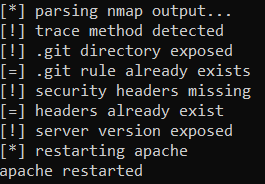 [*] parsing nmap output...
[!] trace method detected
[!] .git directory exposed
[=] .git rule already exists
[!] security headers missing
[=] headers already exist
[!] server version exposed
[*] restarting apache
apache restarted